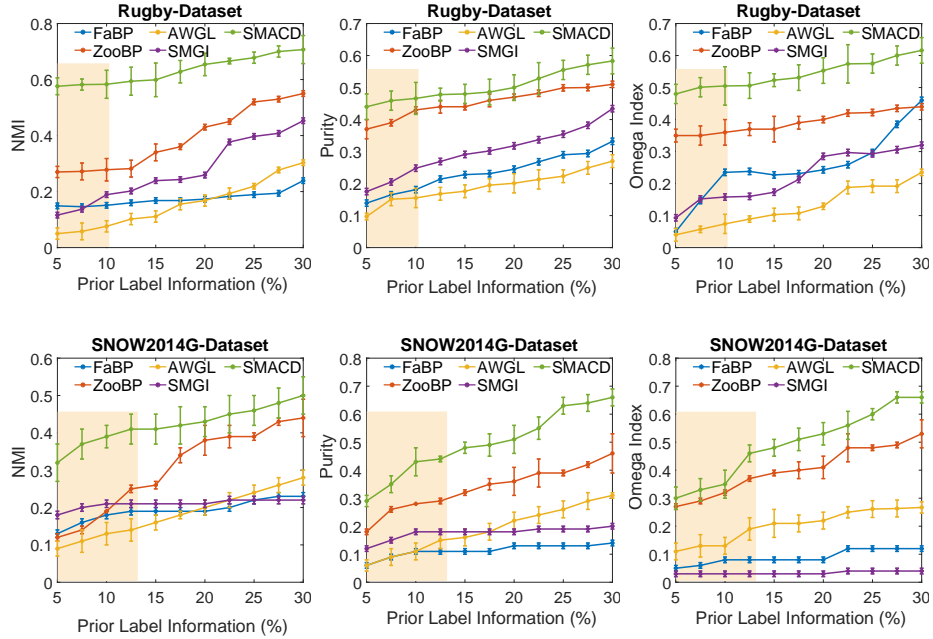 Rugby-Dataset
FaBP AWGL SMACD
ZooBP SMGI
NMI
0.8
0.6
0.4
0.2
0
5 10 15 20 25 30
Prior Label Information (%)
Rugby-Dataset
FaBP AWGL SMACD
ZooBP SMGI
Purity
0.7
0.6
0.5
0.4
0.3
0.2
0.1
0
5 10 15 20 25 30
Prior Label Information (%)
Rugby-Dataset
FaBP AWGL SMACD
ZooBP SMGI
Omega Index
0.7
0.6
0.5
0.4
0.3
0.2
0.1
0
5 10 15 20 25 30
Prior Label Information (%)
SNOW2014G-Dataset
FaBP AWGL SMACD
ZooBP SMGI
NMI
0.6
0.5
0.4
0.3
0.2
0.1
0
5 10 15 20 25 30
Prior Label Information (%)
SNOW2014G-Dataset
FaBP AWGL SMACD
ZooBP SMGI
Purity
0.8
0.7
0.6
0.5
0.4
0.3
0.2
0.1
0
5 10 15 20 25 30
Prior Label Information (%)
SNOW2014G-Dataset
FaBP AWGL SMACD
ZooBP SMGI
Omega Index
0.8
0.7
0.6
0.5
0.4
0.3
0.2
0.1
0
5 10 15 20 25 30
Prior Label Information (%)